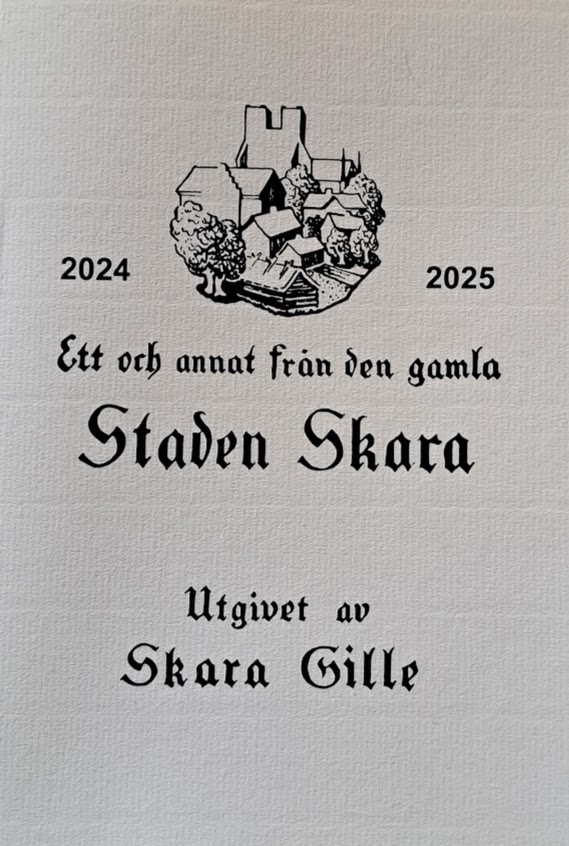 2024 2025
Ett och annat från den gamla
Staden Skara
Utgivet av
Skara Gille